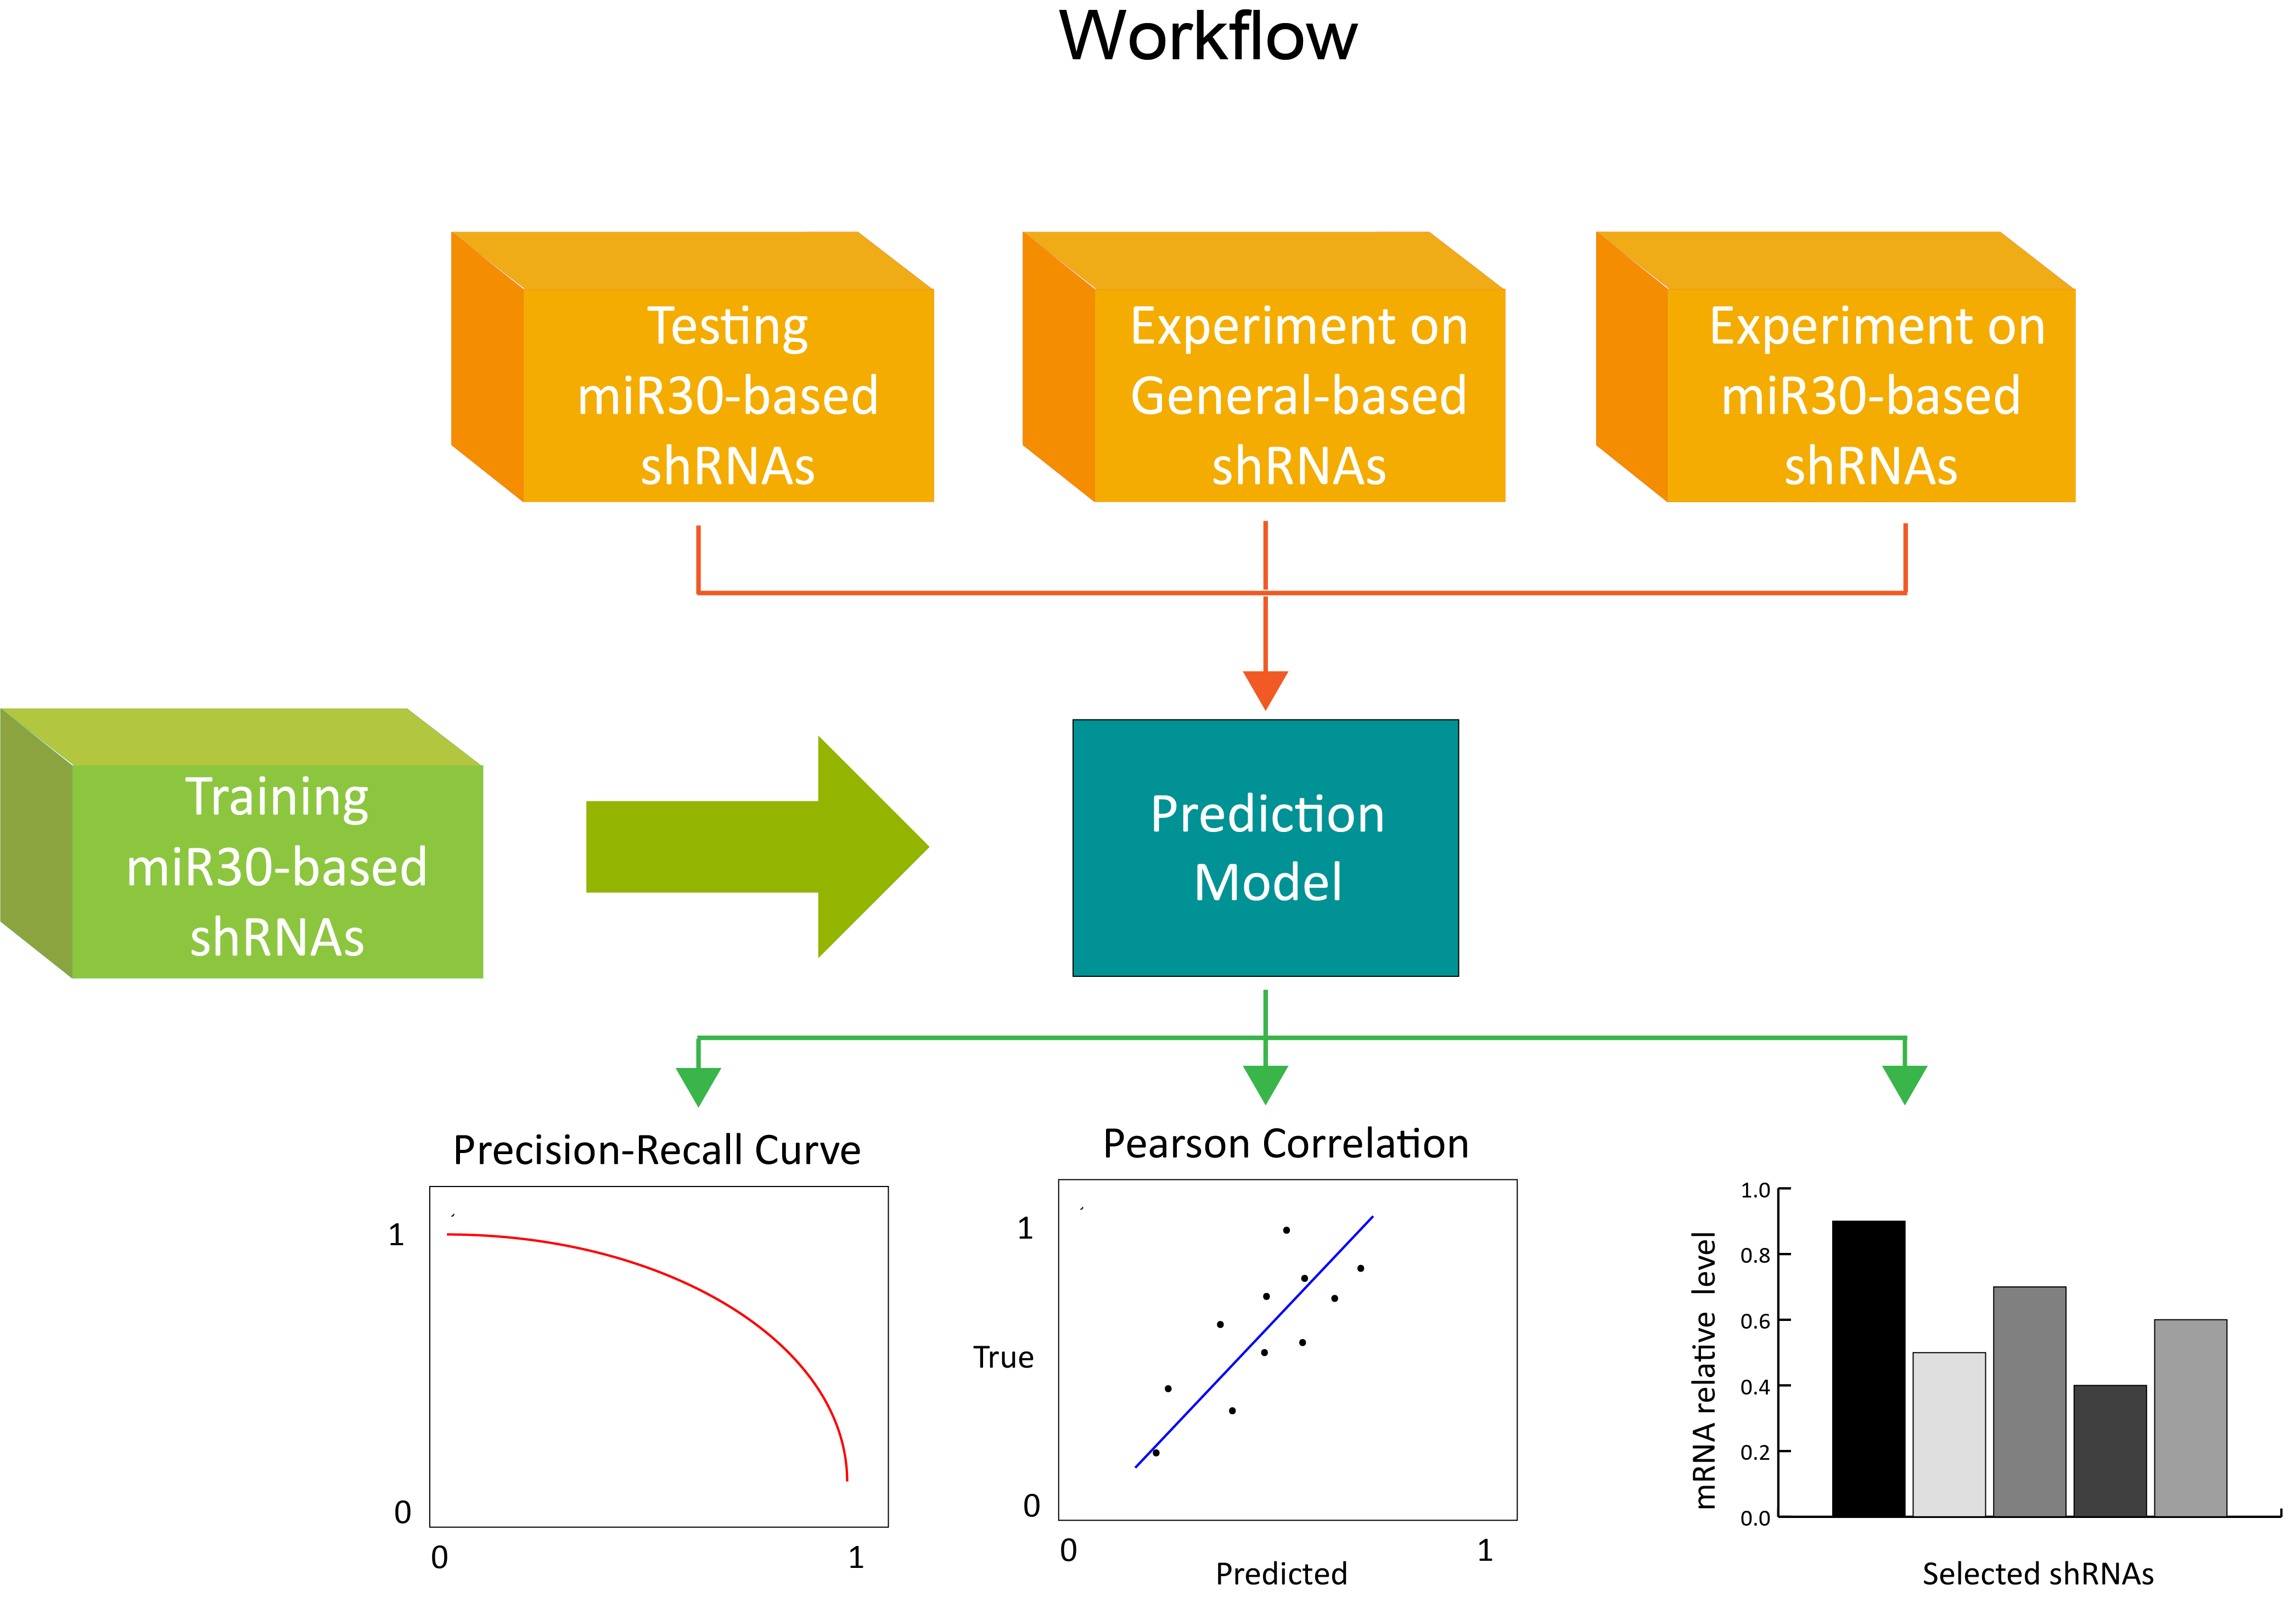 Workflow
Testing
miR30-based
shRNAs
Experiment on
General-based
shRNAs
Experiment on
miR30-based
shRNAs
Training
miR30-based
shRNAs
Prediction
Model
Precision-Recall Curve
1
0
0
1
Pearson Correlation
1
True
0
0
1
Predicted
mRNA relative level
1.0
0.8
0.6
0.4
0.2
0.0
Selected shRNAs